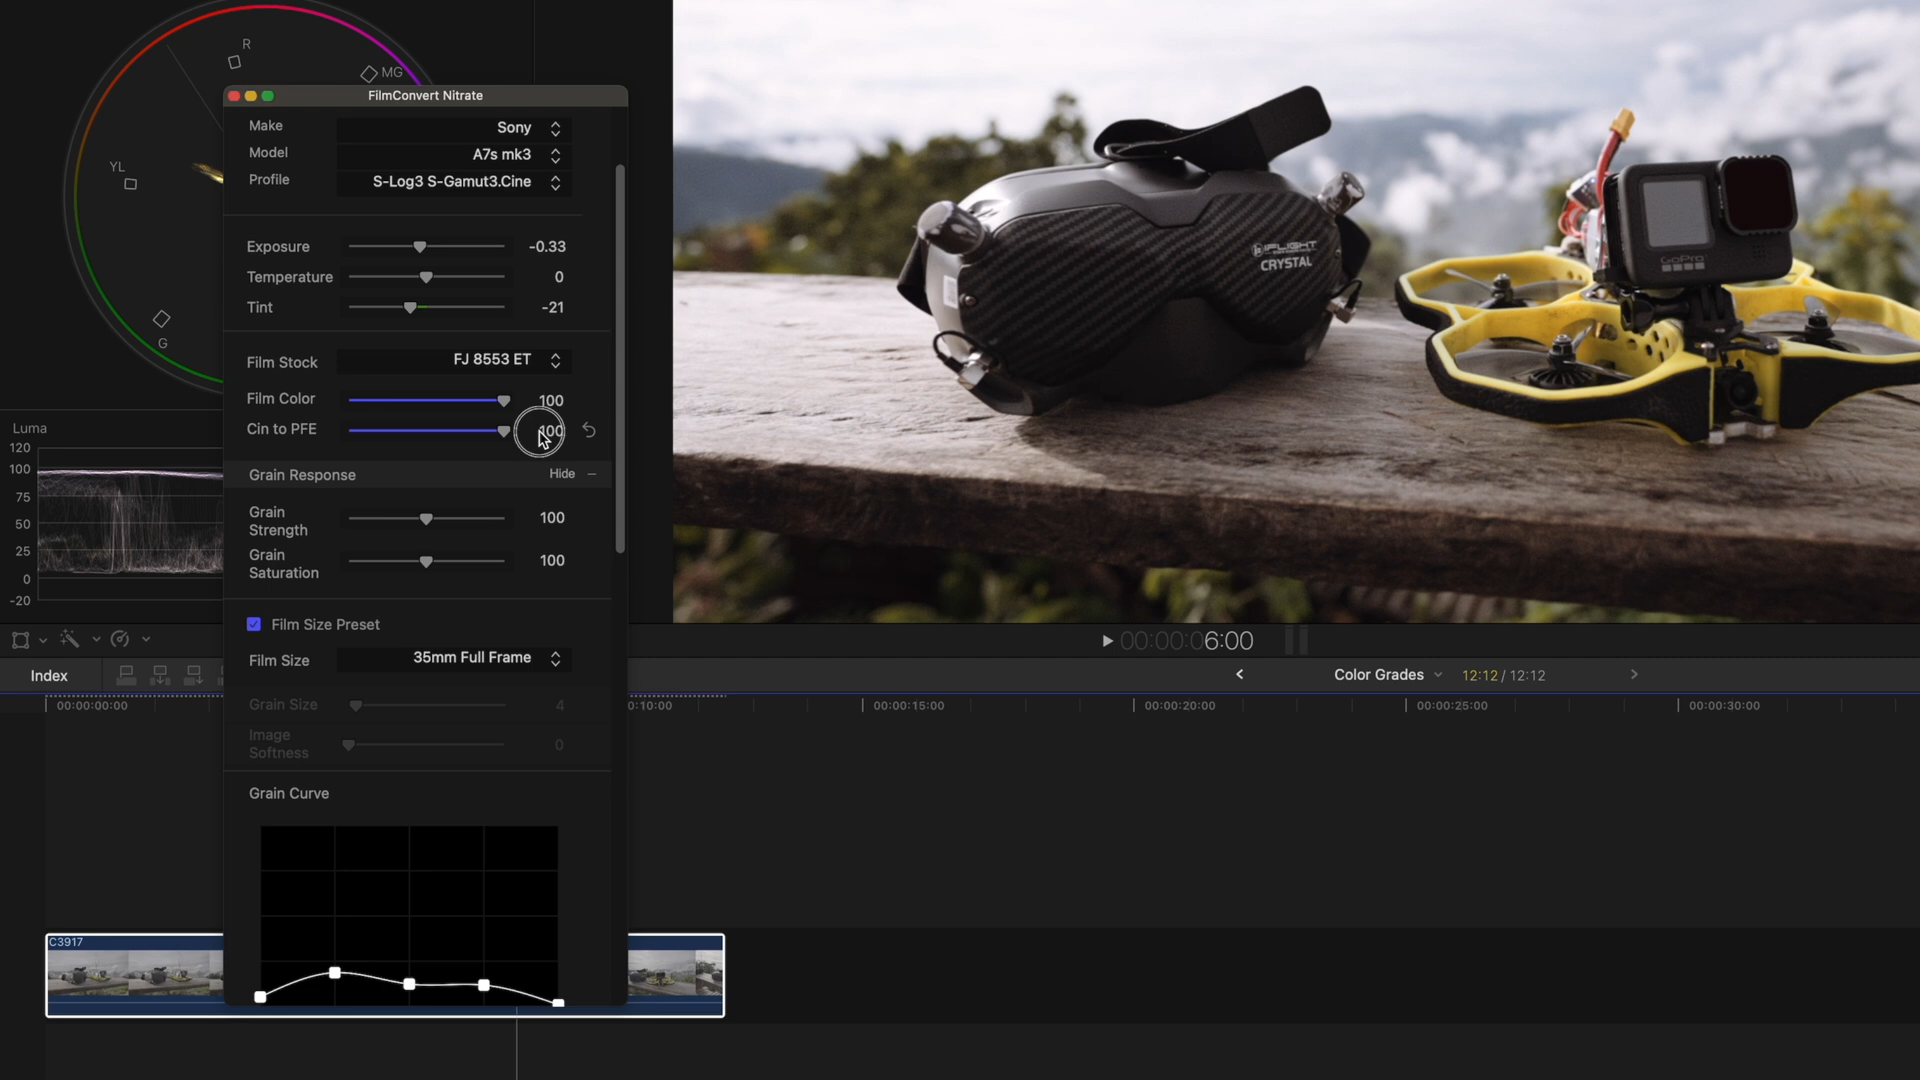 R
MG
YL
G
FilmConvert Nitrate
Make Sony
Model A7s mk3
Profile S-Log3 S-Gamut3.Cine
Exposure -0.33
Temperature 0
Tint -21
Film Stock FJ 8553 ET
Film Color 100
Cin to PFE 100
Grain Response Hide
Grain
Strength 100
Grain
Saturation 100
Film Size Preset
Film Size 35mm Full Frame
Grain Size 4
Image
Softness 0
Grain Curve
Luma
120
100
75
50
25
0
-20
iFLIGHT
CRYSTAL
GoPro
00:00:06:00
Index
Color Grades 12:12 / 12:12
00:00:00:00 0:10:00 00:00:15:00 00:00:20:00 00:00:25:00 00:00:30:00
C3917